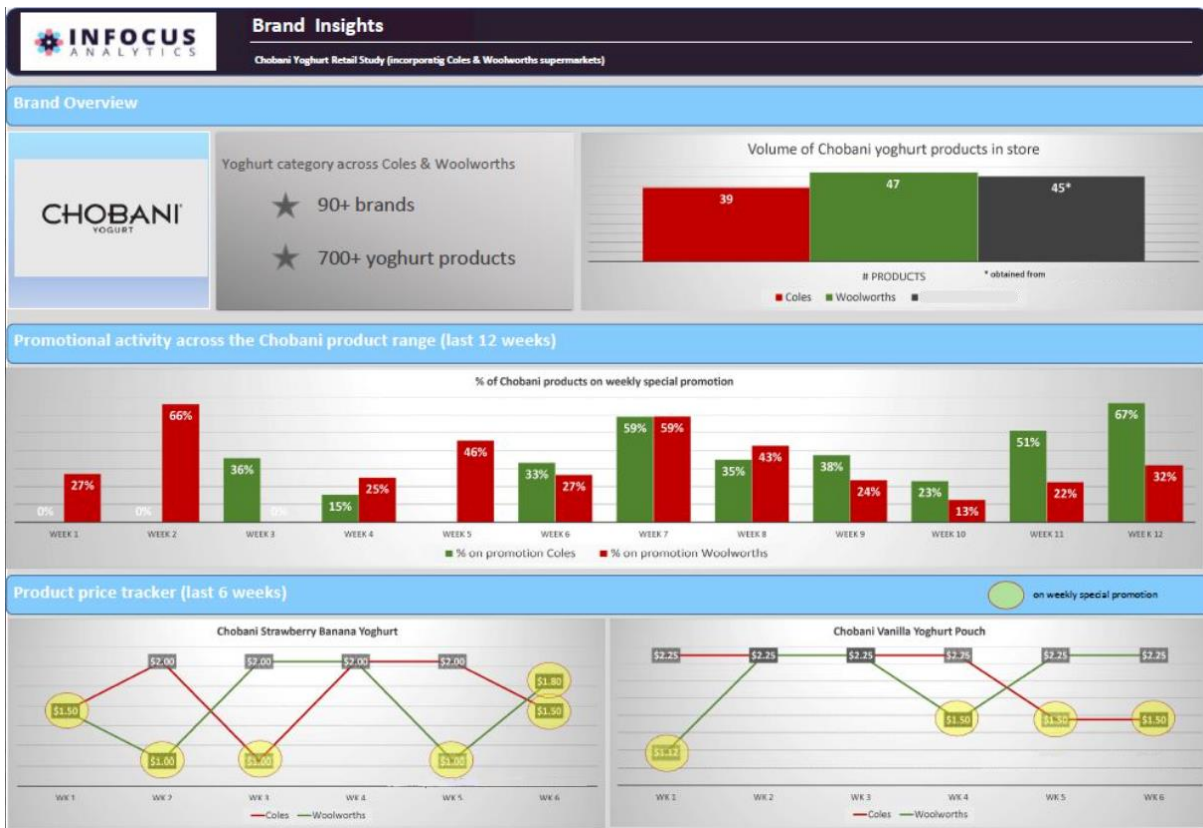 INFOCUS
ANALYTICS
Brand Insights
Chobani Yoghurt Retail Study (incorporatig Coles & Woolworths supermarkets)
Brand Overview
CHOBANI
YOGURT
Yoghurt category across Coles & Woolworths
90+ brands
700+ yoghurt products
Volume of Chobani yoghurt products in store
39
47
45*
# PRODUCTS
* obtained from
Coles
Woolworths
Promotional activity across the Chobani product range (last 12 weeks)
% of Chobani products on weekly special promotion
0% 27%
0% 66%
36% 0%
15% 25%
46%
33% 27%
59% 59%
35% 43%
38% 24%
23% 13%
51% 22%
67% 32%
WEEK 1 WEEK 2 WEEK 3 WEEK 4 WEEK 5 WEEK 6 WEEK 7 WEEK 8 WEEK 9 WEEK 10 WEEK 11 WEEK 12
% on promotion Coles % on promotion Woolworths
Product price tracker (last 6 weeks)
on weekly special promotion
Chobani Strawberry Banana Yoghurt
$2.00 $2.00 $2.00 $2.00
$1.80
$1.50 $1.50
$1.00 $1.00 $1.00
WK 1 WK 2 WK 3 WK 4 WK 5 WK 6
Coles Woolworths
Chobani Vanilla Yoghurt Pouch
$2.25 $2.25 $2.25 $2.25 $2.25 $2.25
$1.50 $1.50 $1.50
$1.12
WK 1 WK 2 WK 3 WK 4 WK 5 WK 6
Coles Woolworths